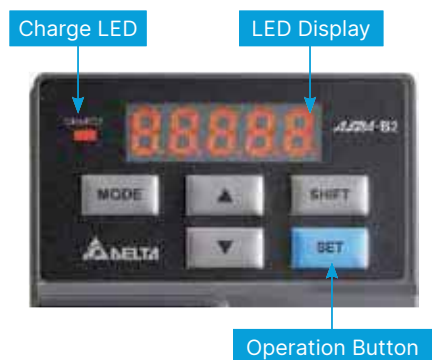 Charge LED
LED Display
CHARGE
88888
ASDA-B2
MODE
▲
SHIFT
DELTA
▼
SET
Operation Button